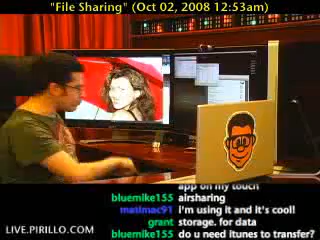 "File Sharing" (Oct 02, 2008 12:53am)
app on my touch
bluemike155 airsharing
matimac91 I'm using it and it's cool!
grant storage. for data
bluemike155 do u need itunes to transfer?
LIVE.PIRILLO.COM